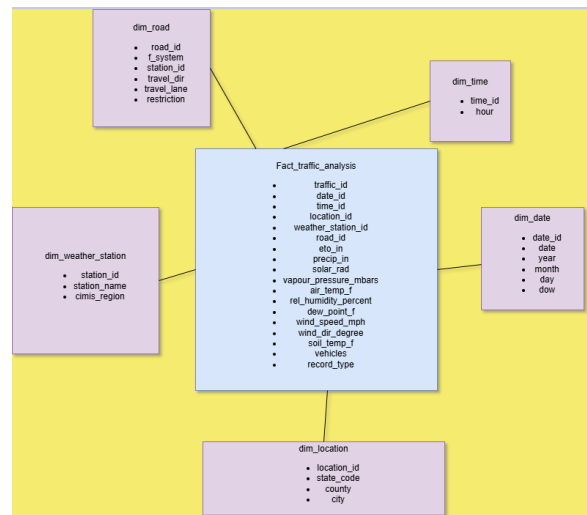 dim_road
road_id
f_system
station_id
travel_dir
travel_lane
restriction
dim_time
time_id
hour
Fact_traffic_analysis
traffic_id
date_id
time_id
location_id
weather_station_id
road_id
eto_in
precip_in
solar_rad
vapour_pressure_mbars
air_temp_f
rel_humidity_percent
dew_point_f
wind_speed_mph
wind_dir_degree
soil_temp_f
vehicles
record_type
dim_weather_station
station_id
station_name
cimis_region
dim_date
date_id
date
year
month
day
dow
dim_location
location_id
state_code
county
city